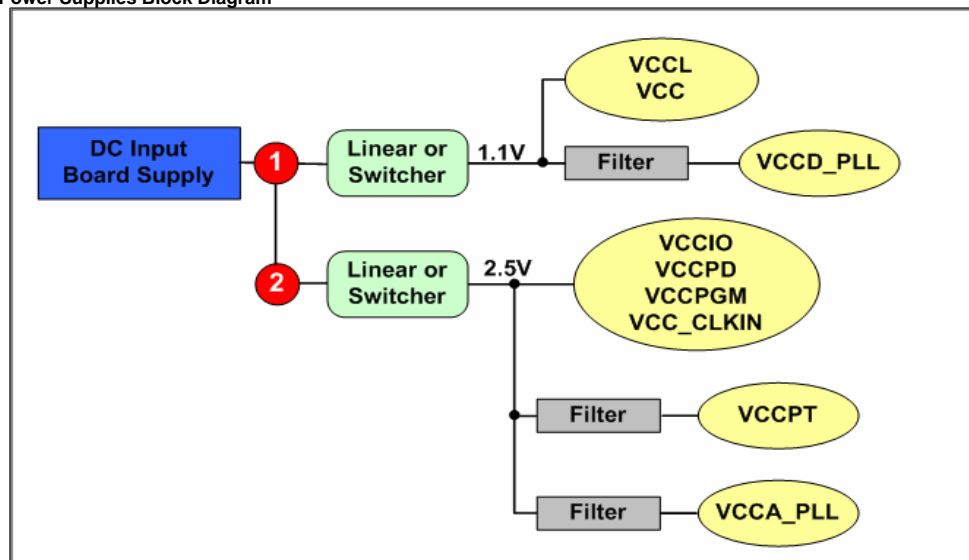 Power Supplies Block Diagram
VCCL
VCC
DC Input
Board Supply
1
Linear or
Switcher
1.1V
Filter
VCCD_PLL
2
Linear or
Switcher
2.5V
VCCIO
VCCPD
VCCPGM
VCC_CLKIN
Filter
VCCPT
Filter
VCCA_PLL